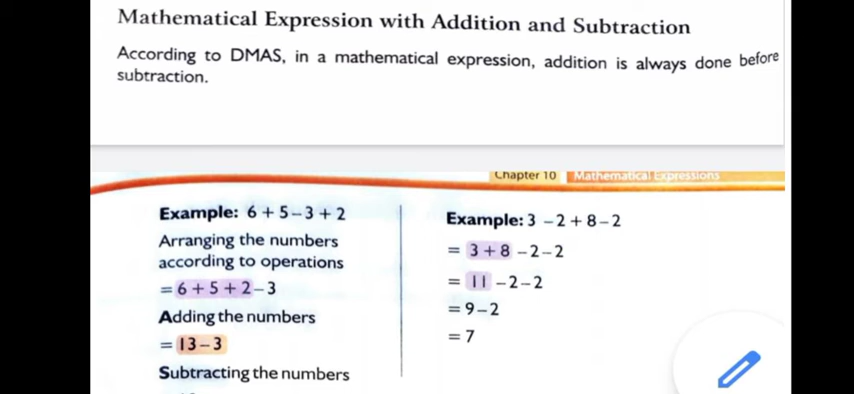 Mathematical Expression with Addition and Subtraction
According to DMAS, in a mathematical expression, addition is always done before
subtraction.
Chapter 10 Mathematical Expressions
Example: 6 + 5 – 3 + 2
Arranging the numbers
according to operations
= 6 + 5 + 2 – 3
Adding the numbers
= 13 – 3
Subtracting the numbers
Example: 3 – 2 + 8 – 2
= 3 + 8 – 2 – 2
= 11 – 2 – 2
= 9 – 2
= 7